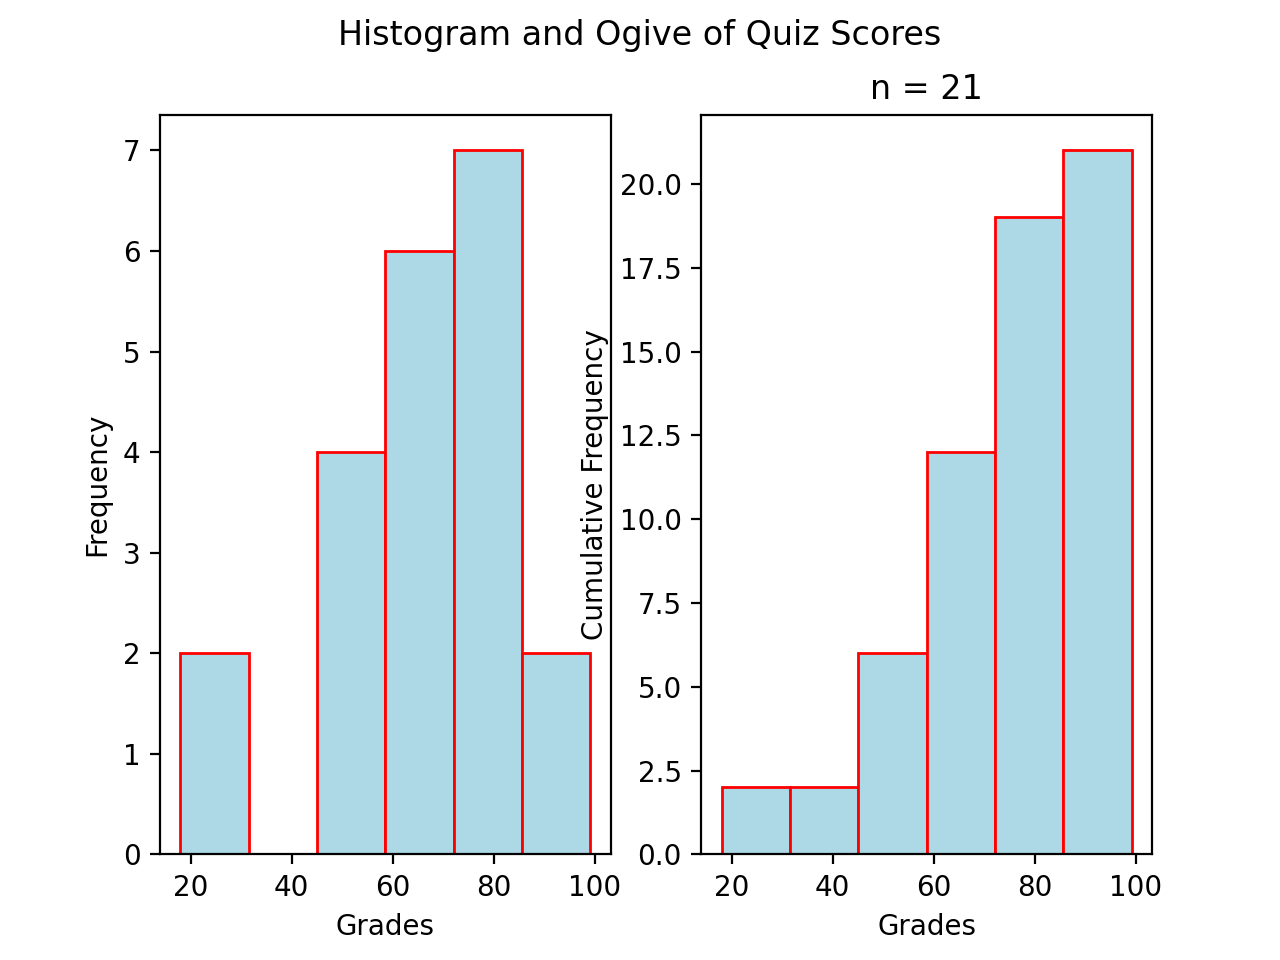 Histogram and Ogive of Quiz Scores
n = 21
Frequency
7
6
5
4
3
2
1
0
20 40 60 80 100
Grades
Cumulative Frequency
20.0
17.5
15.0
12.5
10.0
7.5
5.0
2.5
0.0
20 40 60 80 100
Grades